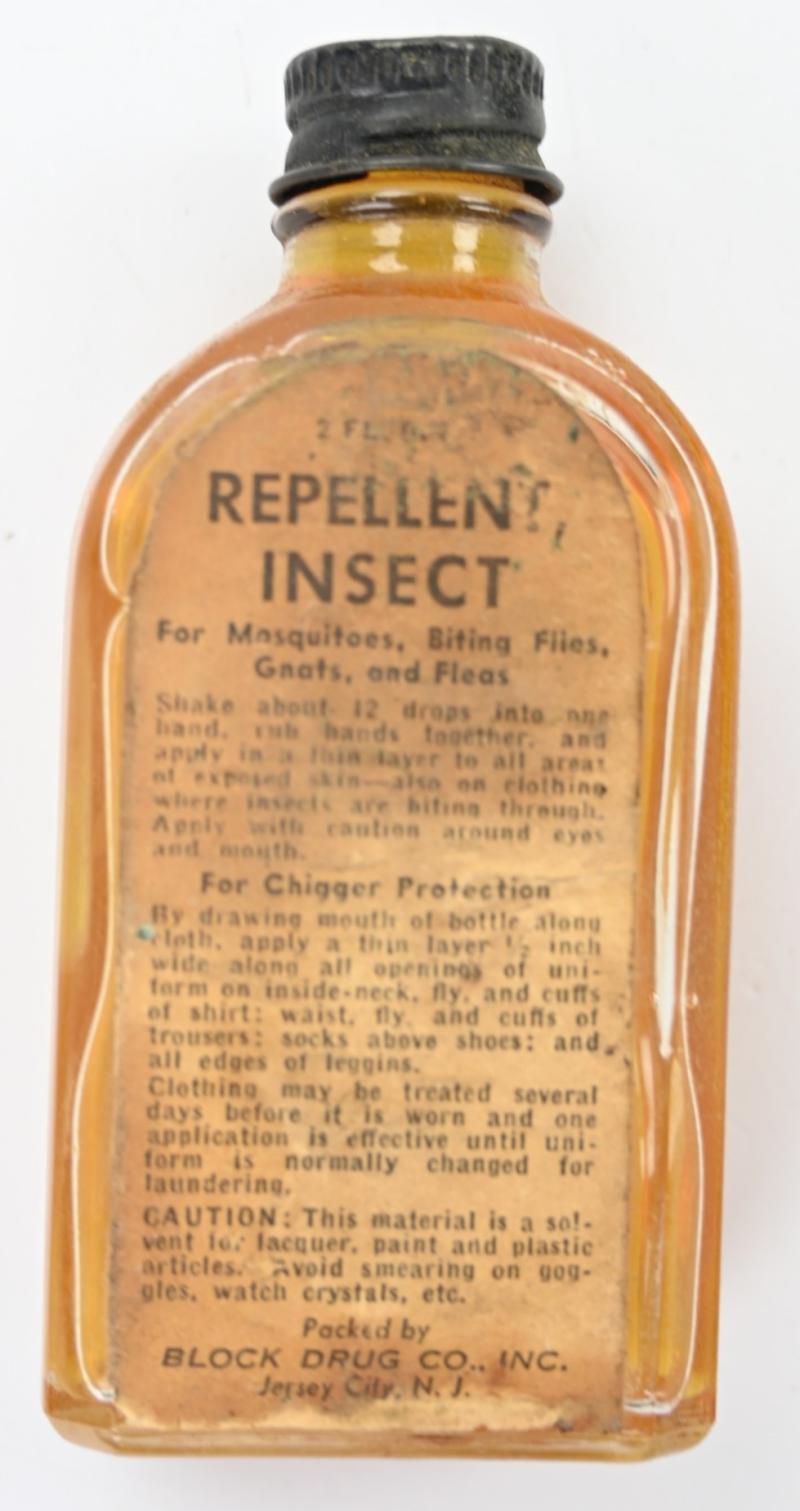 2 FL.
REPELLENT,
INSECT
For Mosquitoes, Biting Flies,
Gnats, and Fleas
Shake about 12 drops into one
hand, rub hands together, and
apply in a thin layer to all areas
of exposed skin—also on clothing
where insects are biting through.
Apply with caution around eyes
and mouth.
For Chigger Protection
By drawing mouth of bottle along
cloth, apply a thin layer ½ inch
wide along all openings of uni-
form on inside-neck, fly, and cuffs
of shirt; waist, fly, and cuffs of
trousers; socks above shoes; and
all edges of leggins.
Clothing may be treated several
days before it is worn and one
application is effective until uni-
form is normally changed for
laundering.
CAUTION: This material is a sol-
vent for lacquer, paint and plastic
articles. Avoid smearing on gog-
gles, watch crystals, etc.
Packed by
BLOCK DRUG CO., INC.
Jersey City, N. J.